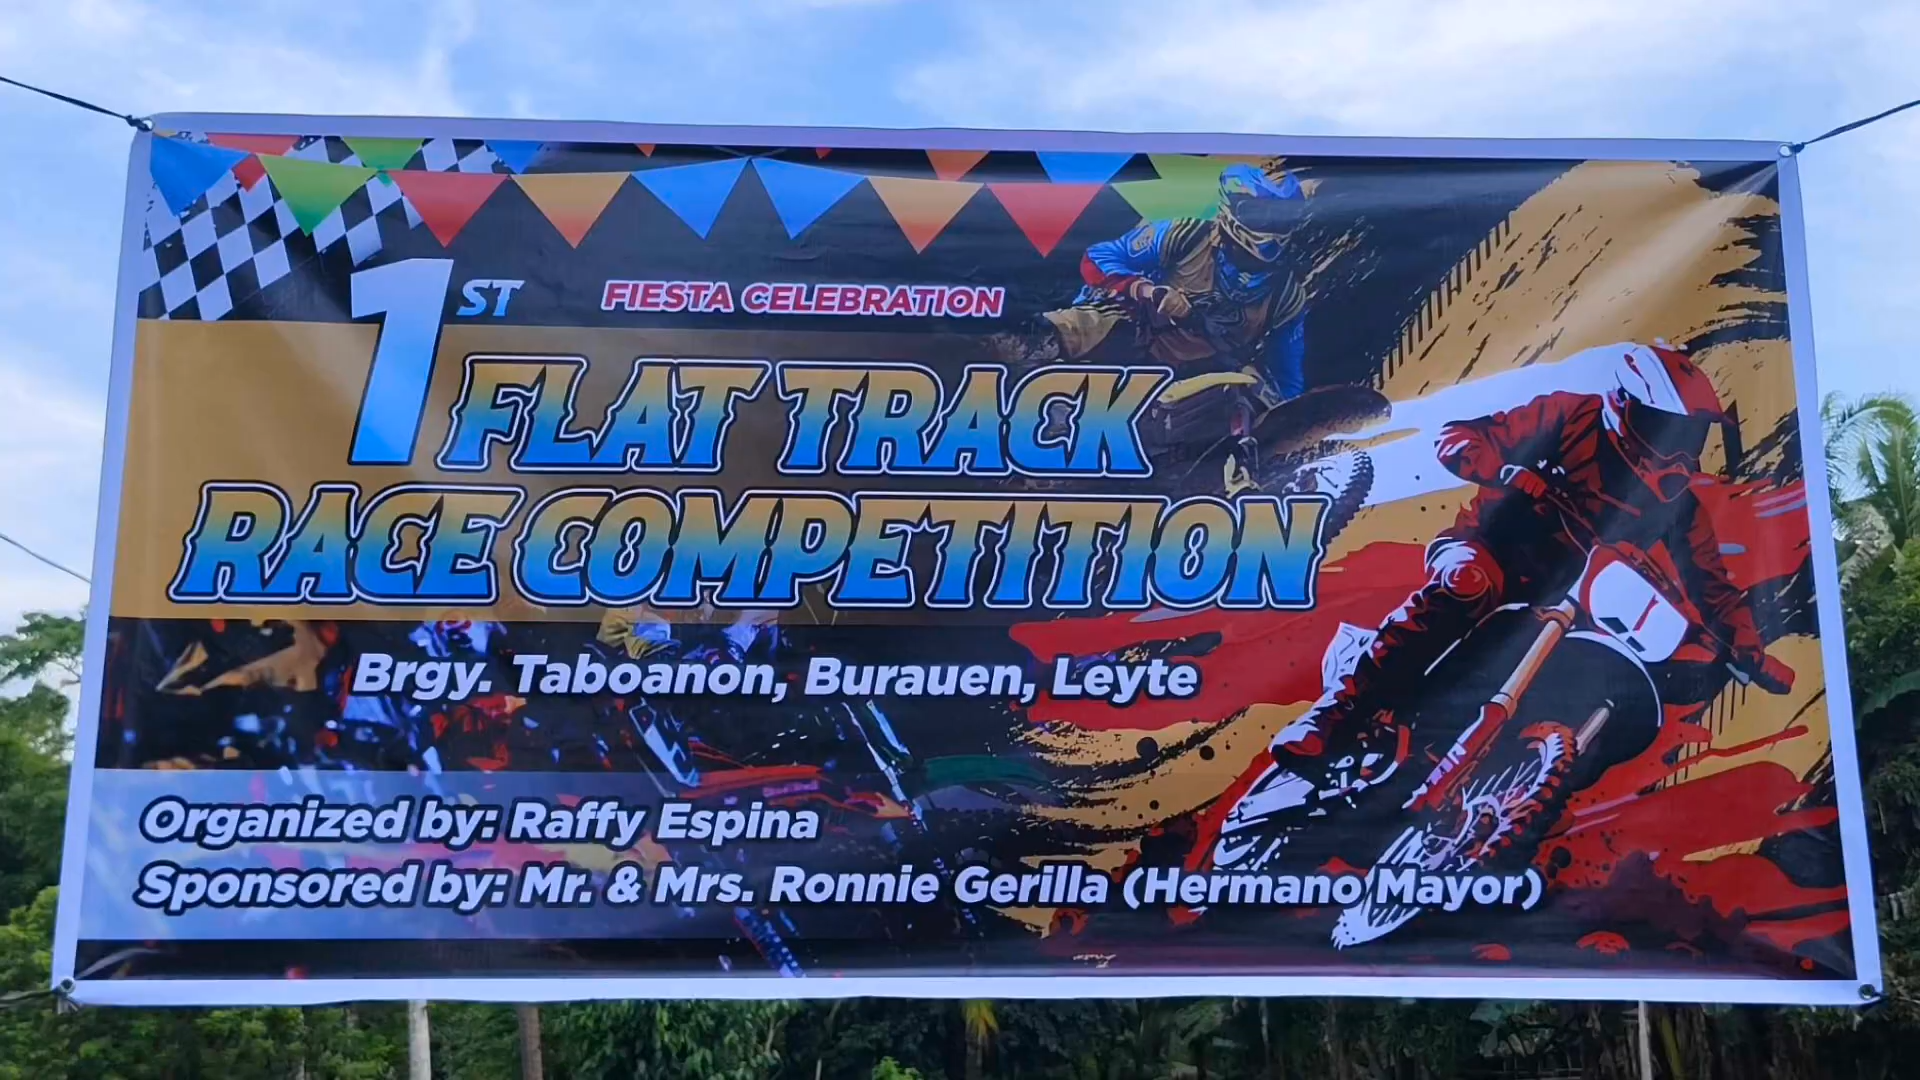 1ST FIESTA CELEBRATION
FLAT TRACK
RACE COMPETITION
Brgy. Taboanon, Burauen, Leyte
Organized by: Raffy Espina
Sponsored by: Mr. & Mrs. Ronnie Gerilla (Hermano Mayor)